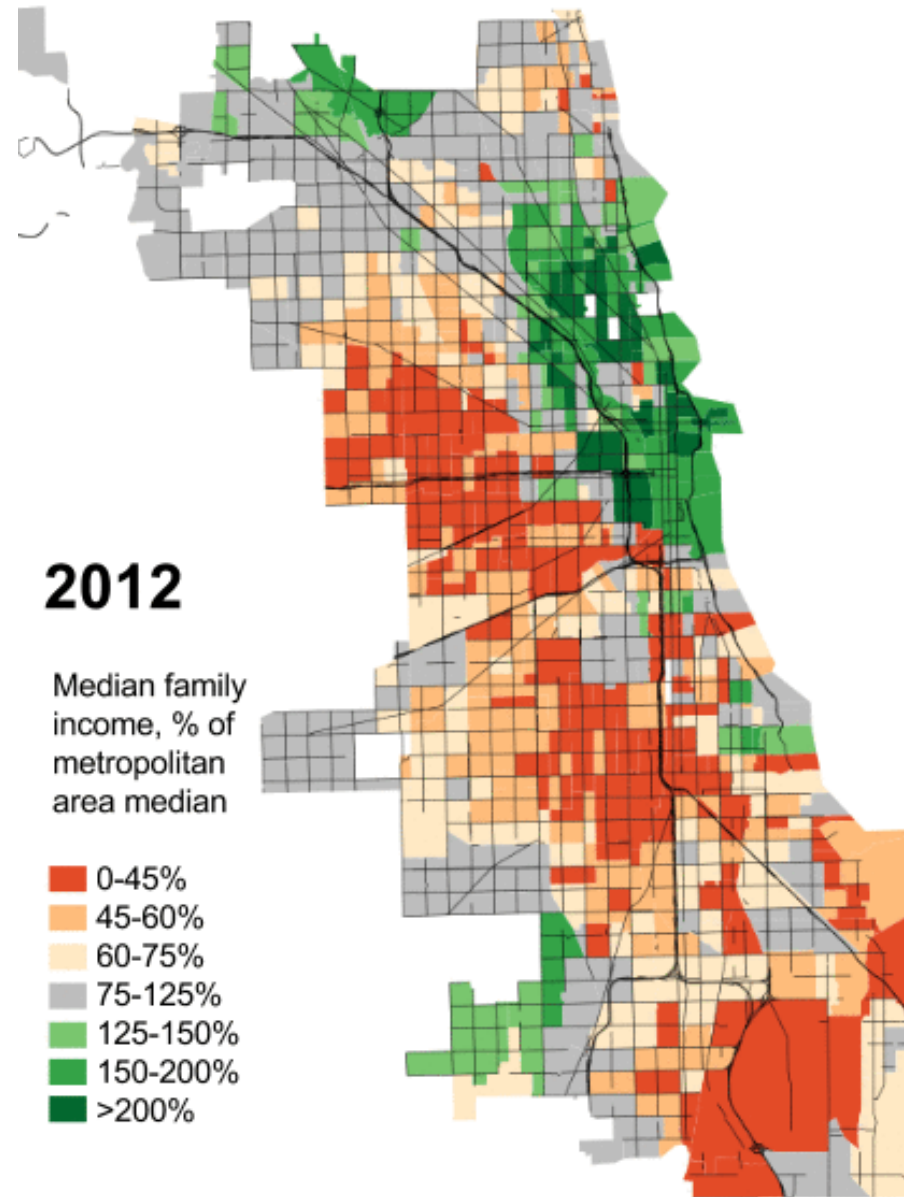 2012
Median family
income, % of
metropolitan
area median
0-45%
45-60%
60-75%
75-125%
125-150%
150-200%
>200%